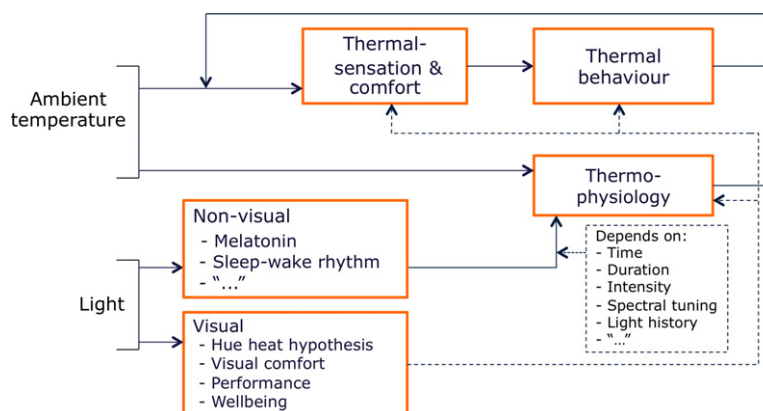 Thermal-
sensation &
comfort
Thermal
behaviour
Ambient
temperature
Thermo-
physiology
Non-visual
- Melatonin
- Sleep-wake rhythm
- “...”
Depends on:
- Time
- Duration
- Intensity
- Spectral tuning
- Light history
- “...”
Light
Visual
- Hue heat hypothesis
- Visual comfort
- Performance
- Wellbeing